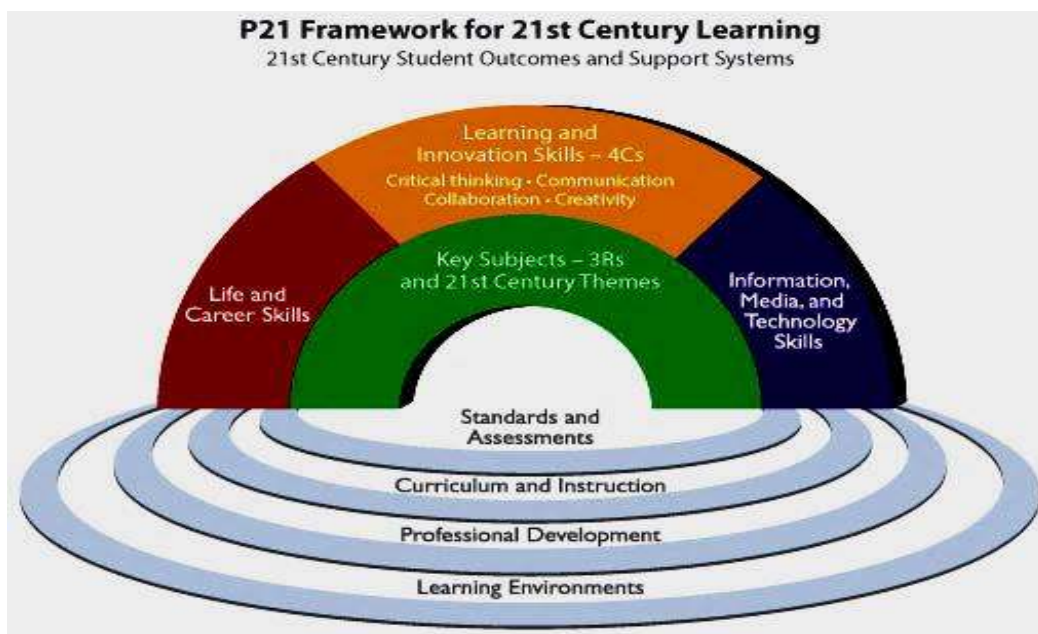 P21 Framework for 21st Century Learning
21st Century Student Outcomes and Support Systems
Learning and
Innovation Skills – 4Cs
Critical thinking • Communication
Collaboration • Creativity
Key Subjects – 3Rs
and 21st Century Themes
Life and
Career Skills
Information,
Media, and
Technology
Skills
Standards and
Assessments
Curriculum and Instruction
Professional Development
Learning Environments